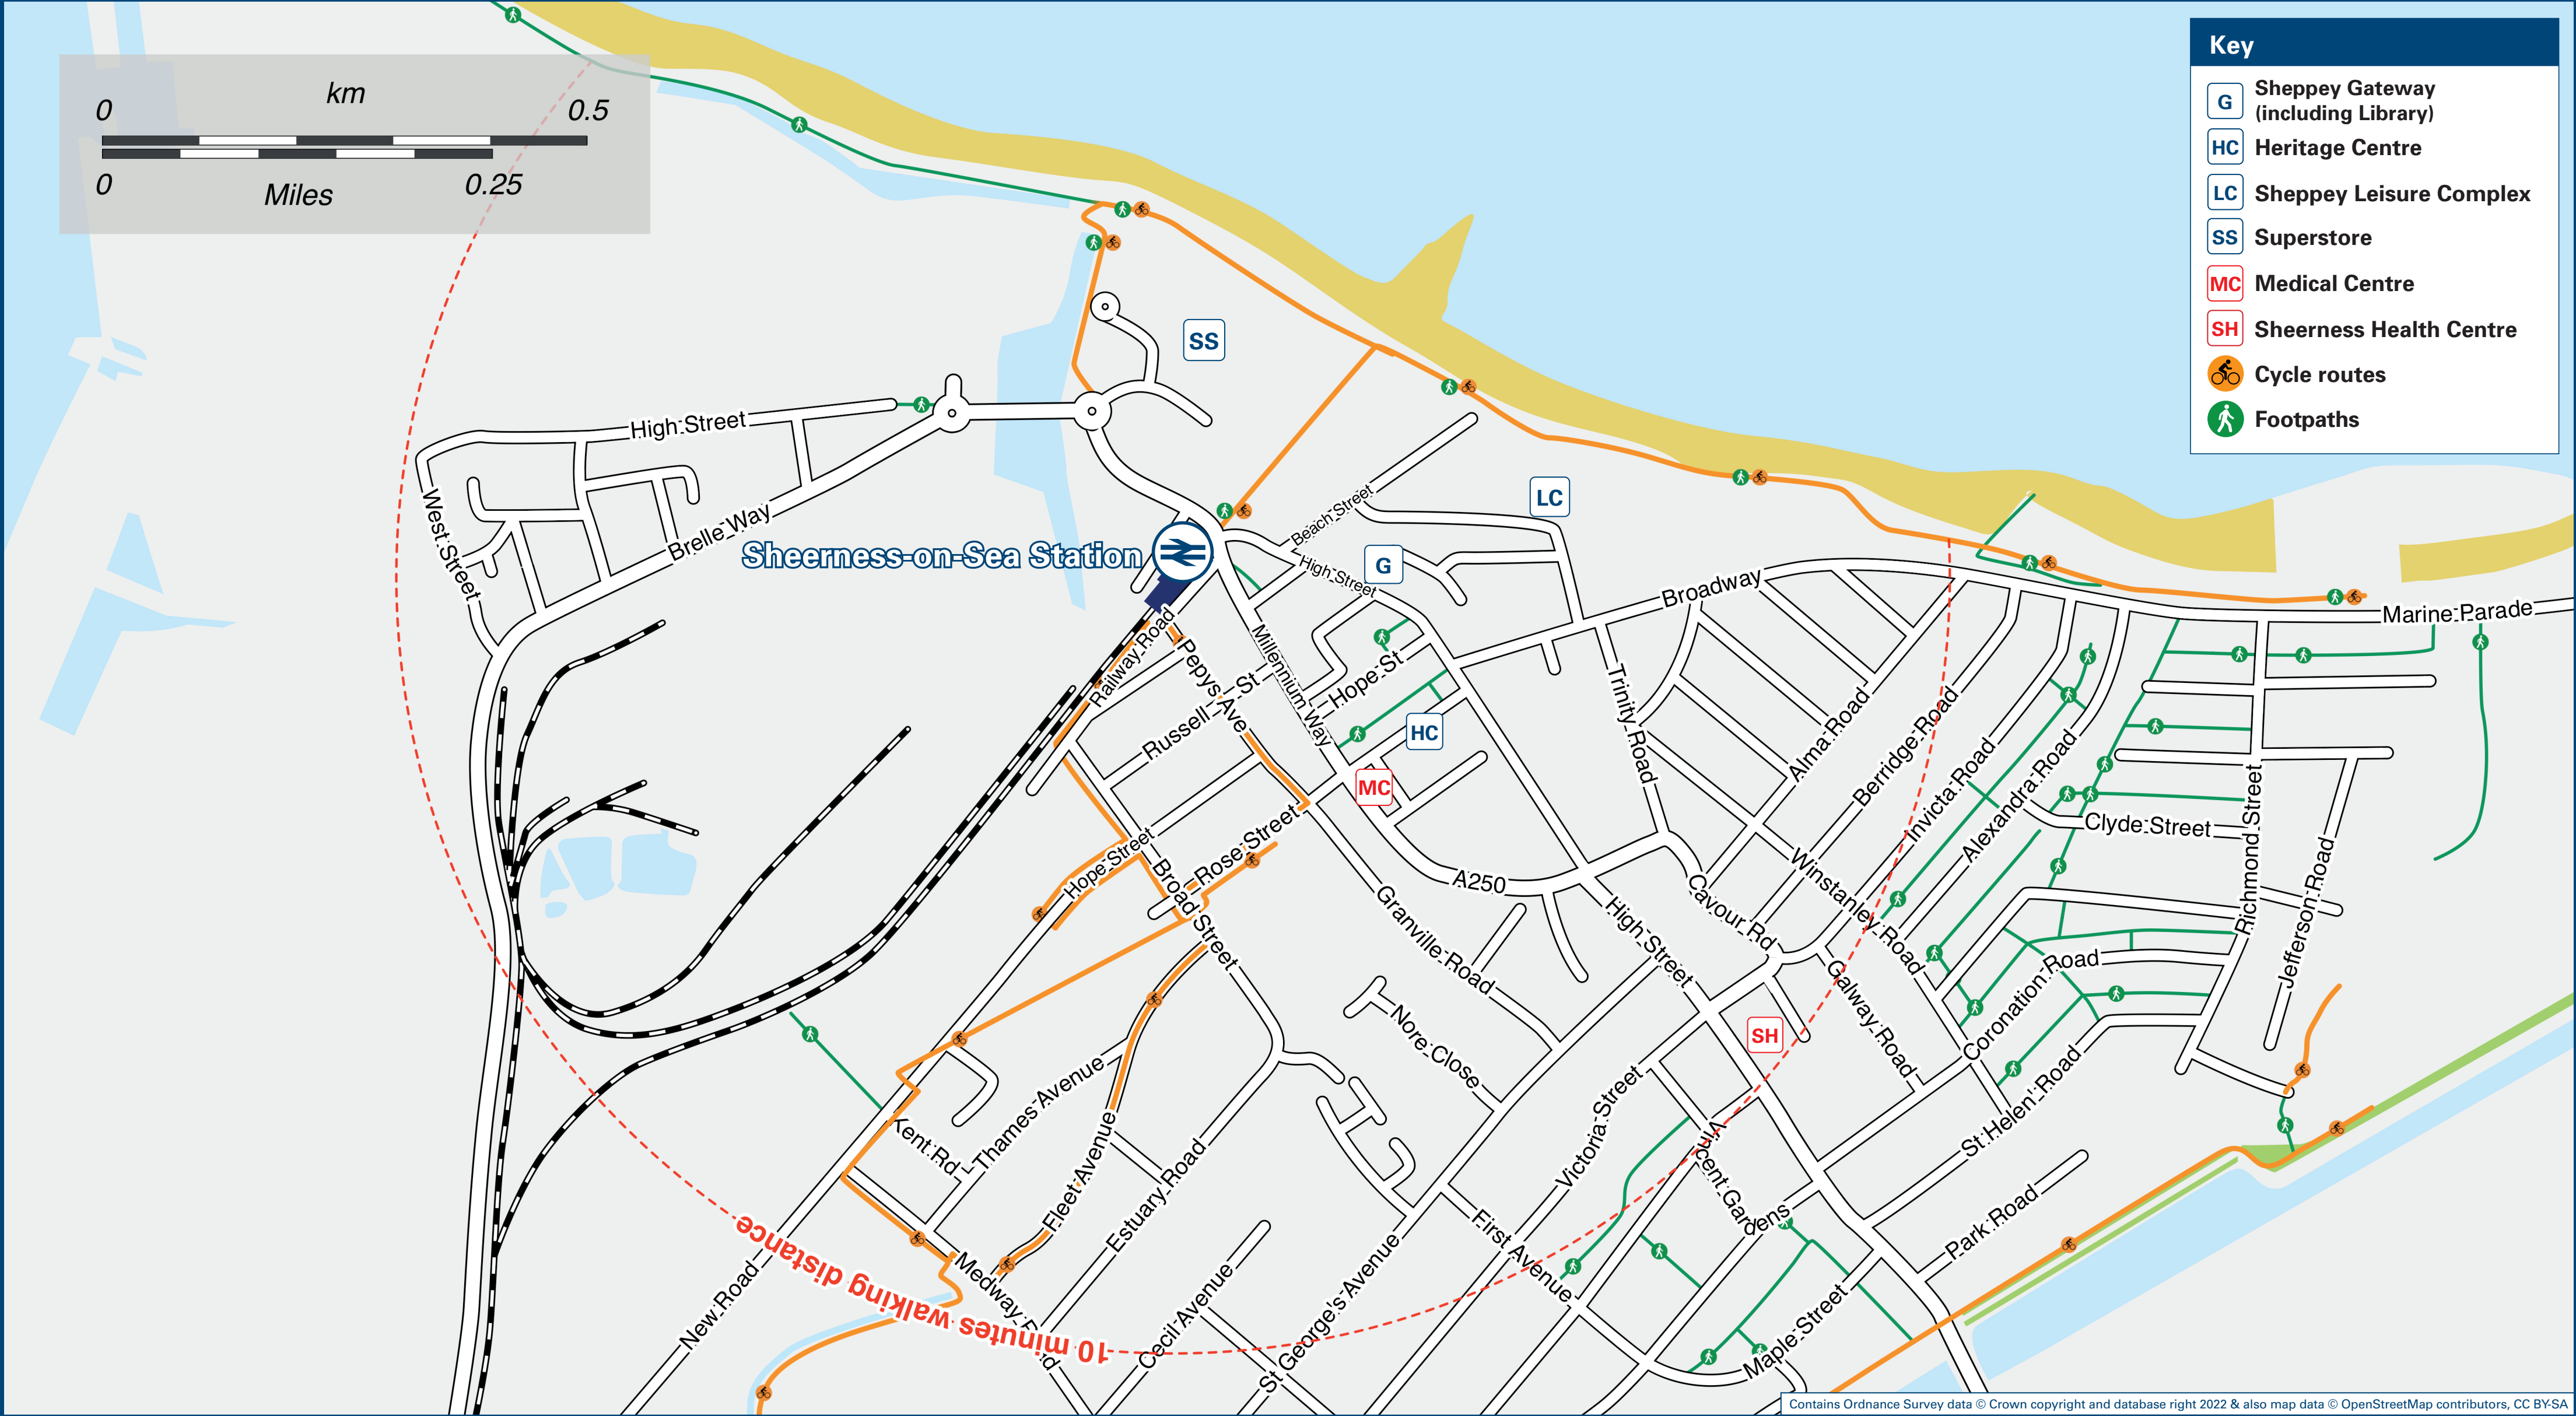 km
0
0.5
0
Miles
0.25
Key
G
Sheppey Gateway
(including Library)
HC
Heritage Centre
LC
Sheppey Leisure Complex
SS
Superstore
MC
Medical Centre
SH
Sheerness Health Centre
Cycle routes
Footpaths
SS
High Street
West Street
Brelle Way
Sheerness-on-Sea Station
Beach Street
LC
G
High Street
Broadway
Marine Parade
Railway Road
Pepys Ave
Millennium Way
Russell St
Hope St
HC
MC
Trinity Road
Alma Road
Berridge Road
Invicta Road
Alexandra Road
Clyde Street
Richmond Street
Jefferson Road
Hope Street
Rose Street
Broad Street
A250
Granville Road
High Street
Cavour Rd
Winstanley Road
Galway Road
Coronation Road
St Helen Road
SH
Nore Close
Victoria Street
Vincent Gardens
Kent Rd
Thames Avenue
Fleet Avenue
Estuary Road
Medway
New Road
Cecil Avenue
St George's Avenue
First Avenue
Park Road
Maple Street
10 minutes walking distance
Contains Ordnance Survey data © Crown copyright and database right 2022 & also map data © OpenStreetMap contributors, CC BY-SA